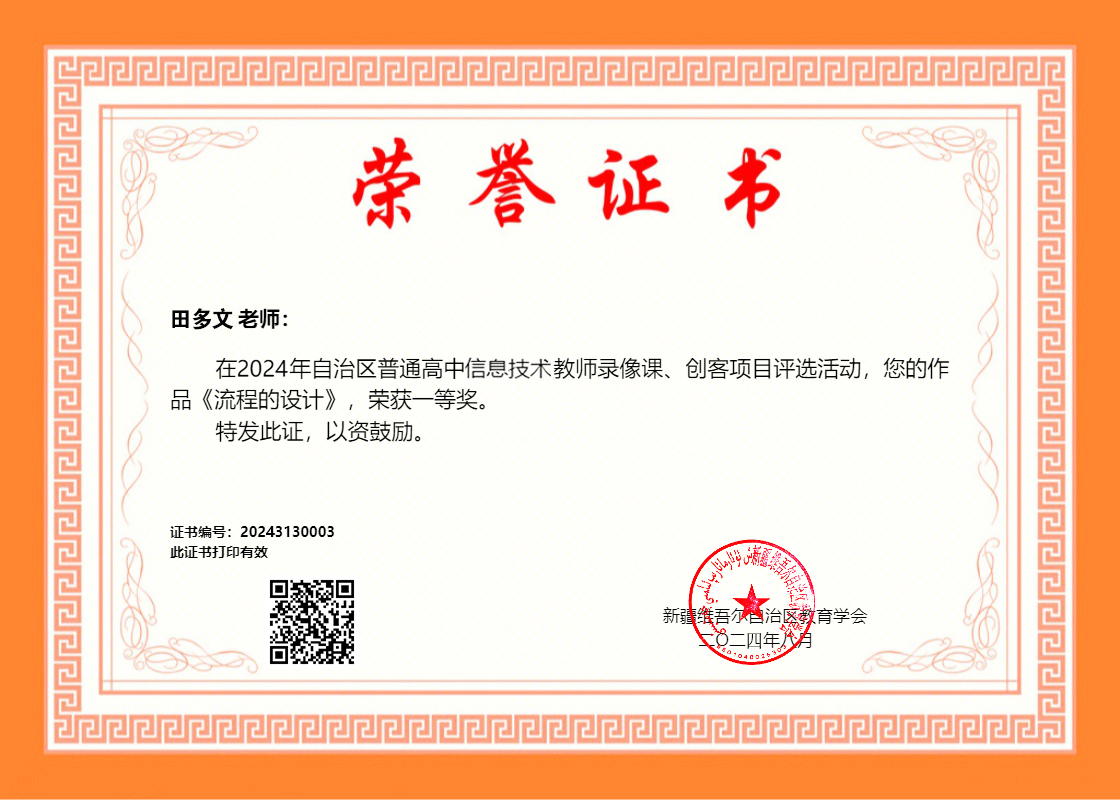 荣誉证书
田多文 老师：
在2024年自治区普通高中信息技术教师录像课、创客项目评选活动，您的作
品《流程的设计》，荣获一等奖。
特发此证，以资鼓励。
证书编号：20243130003
此证书打印有效
新疆维吾尔自治区教育学会
二〇二四年八月